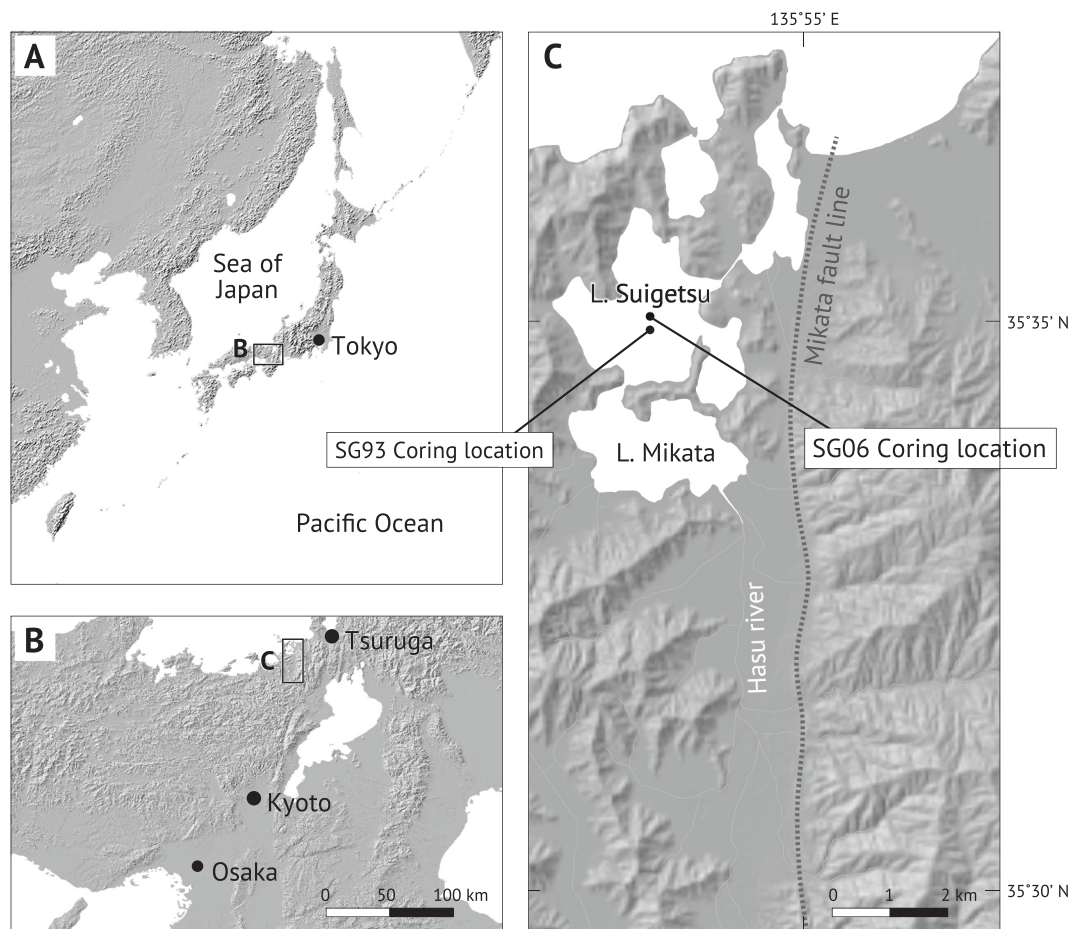 A
Sea of
Japan
B
Tokyo
Pacific Ocean
B
C
Tsuruga
Kyoto
Osaka
0 50 100 km
135˚55’ E
C
Mikata fault line
L. Suigetsu
35˚35’ N
SG93 Coring location
SG06 Coring location
L. Mikata
Hasu river
35˚30’ N
0 1 2 km